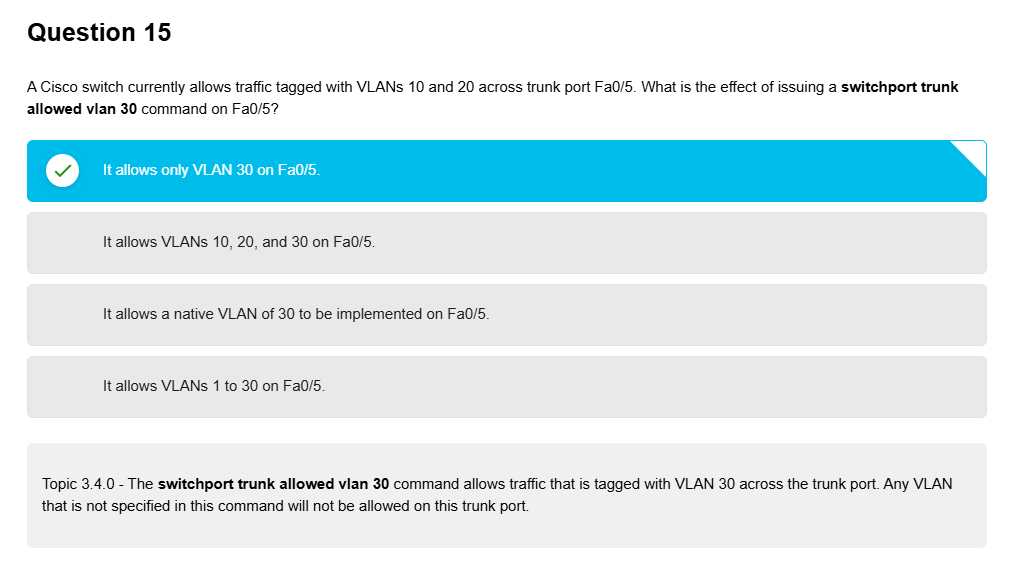 Question 15
A Cisco switch currently allows traffic tagged with VLANs 10 and 20 across trunk port Fa0/5. What is the effect of issuing a switchport trunk
allowed vlan 30 command on Fa0/5?
It allows only VLAN 30 on Fa0/5.
It allows VLANs 10, 20, and 30 on Fa0/5.
It allows a native VLAN of 30 to be implemented on Fa0/5.
It allows VLANs 1 to 30 on Fa0/5.
Topic 3.4.0 - The switchport trunk allowed vlan 30 command allows traffic that is tagged with VLAN 30 across the trunk port. Any VLAN
that is not specified in this command will not be allowed on this trunk port.